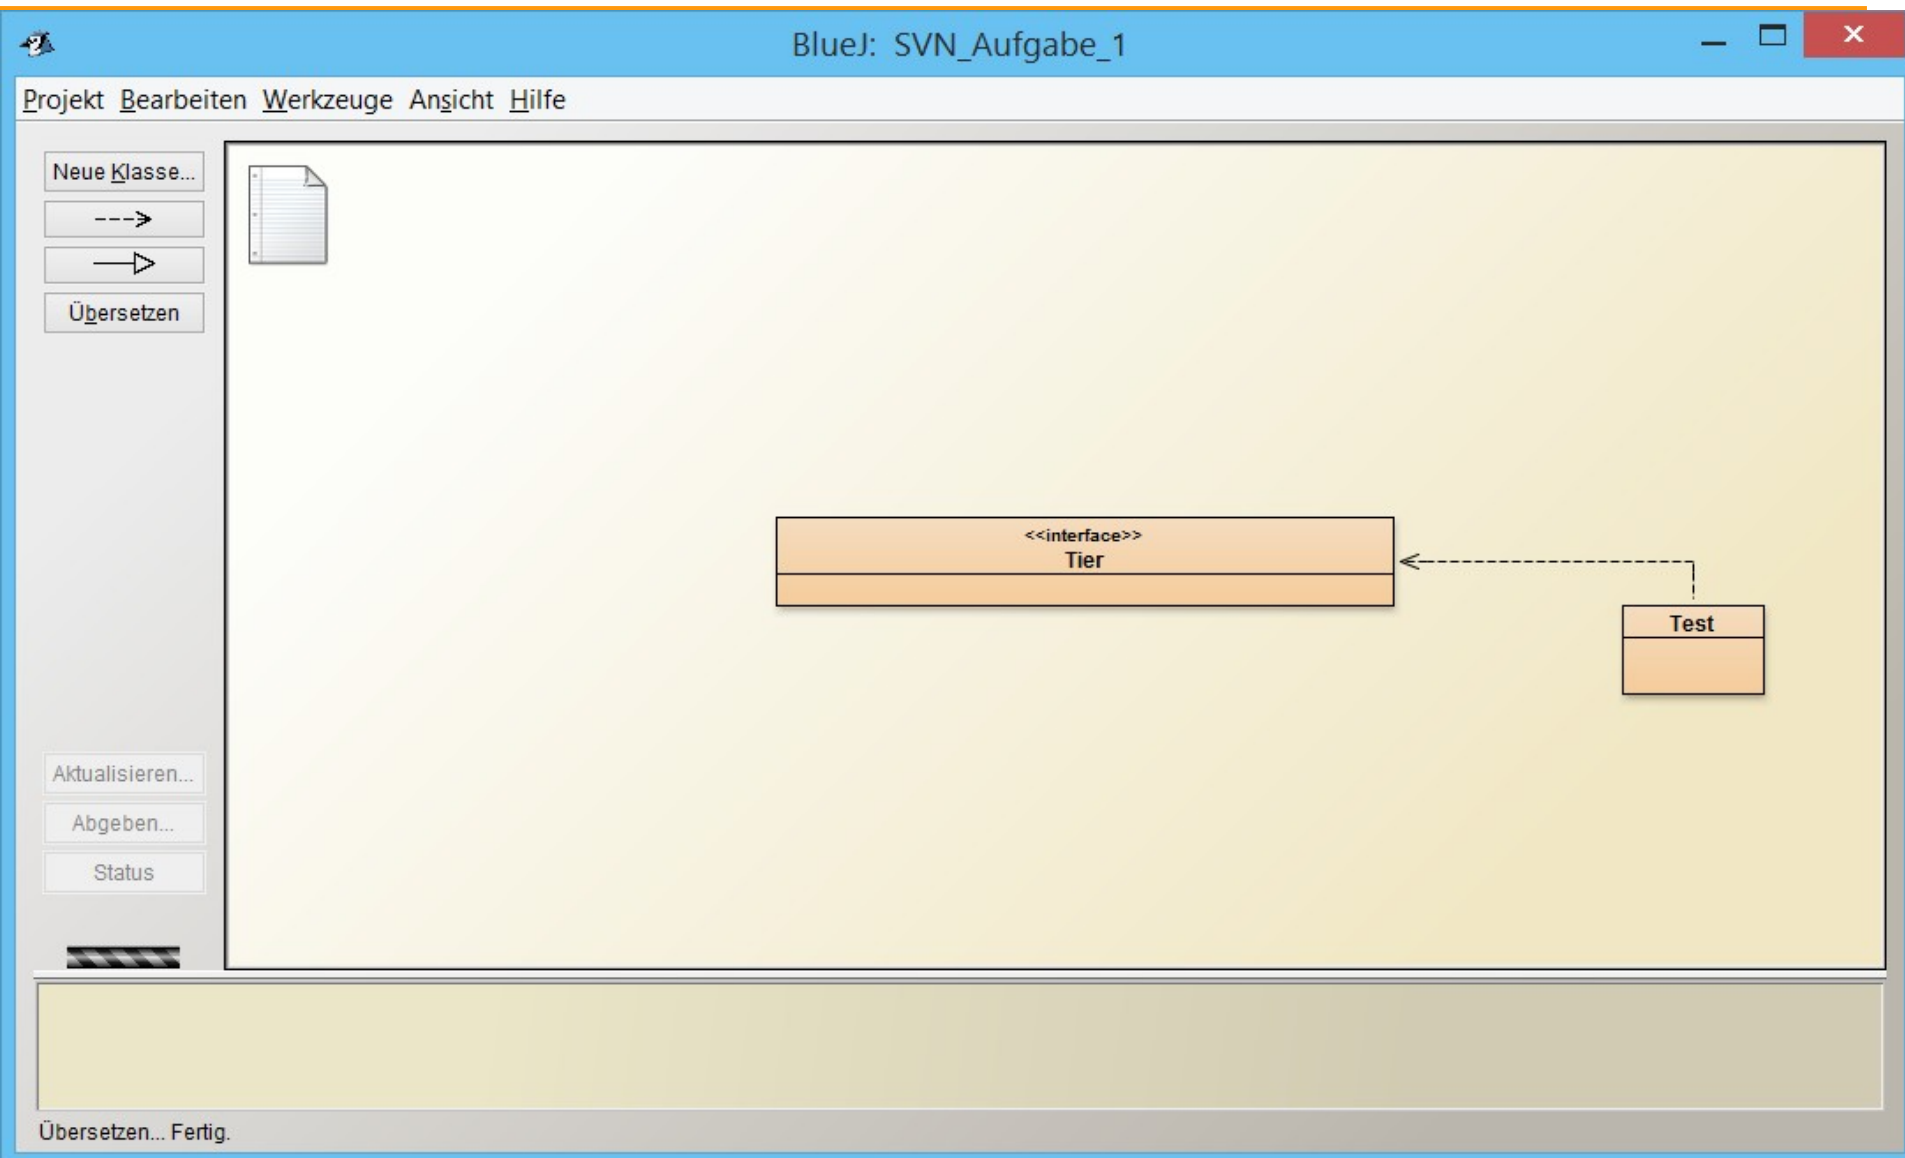 BlueJ: SVN_Aufgabe_1
Projekt Bearbeiten Werkzeuge Ansicht Hilfe
Neue Klasse...
Übersetzen
<<interface>>
Tier
Test
Aktualisieren...
Abgeben...
Status
Übersetzen... Fertig.